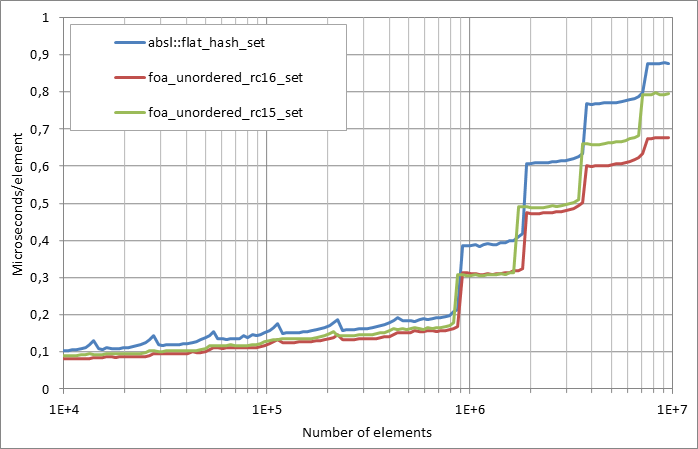 1
0,9
0,8
0,7
0,6
0,5
0,4
0,3
0,2
0,1
0
Microseconds/element
absl::flat_hash_set
foa_unordered_rc16_set
foa_unordered_rc15_set
1E+4 1E+5 1E+6 1E+7
Number of elements